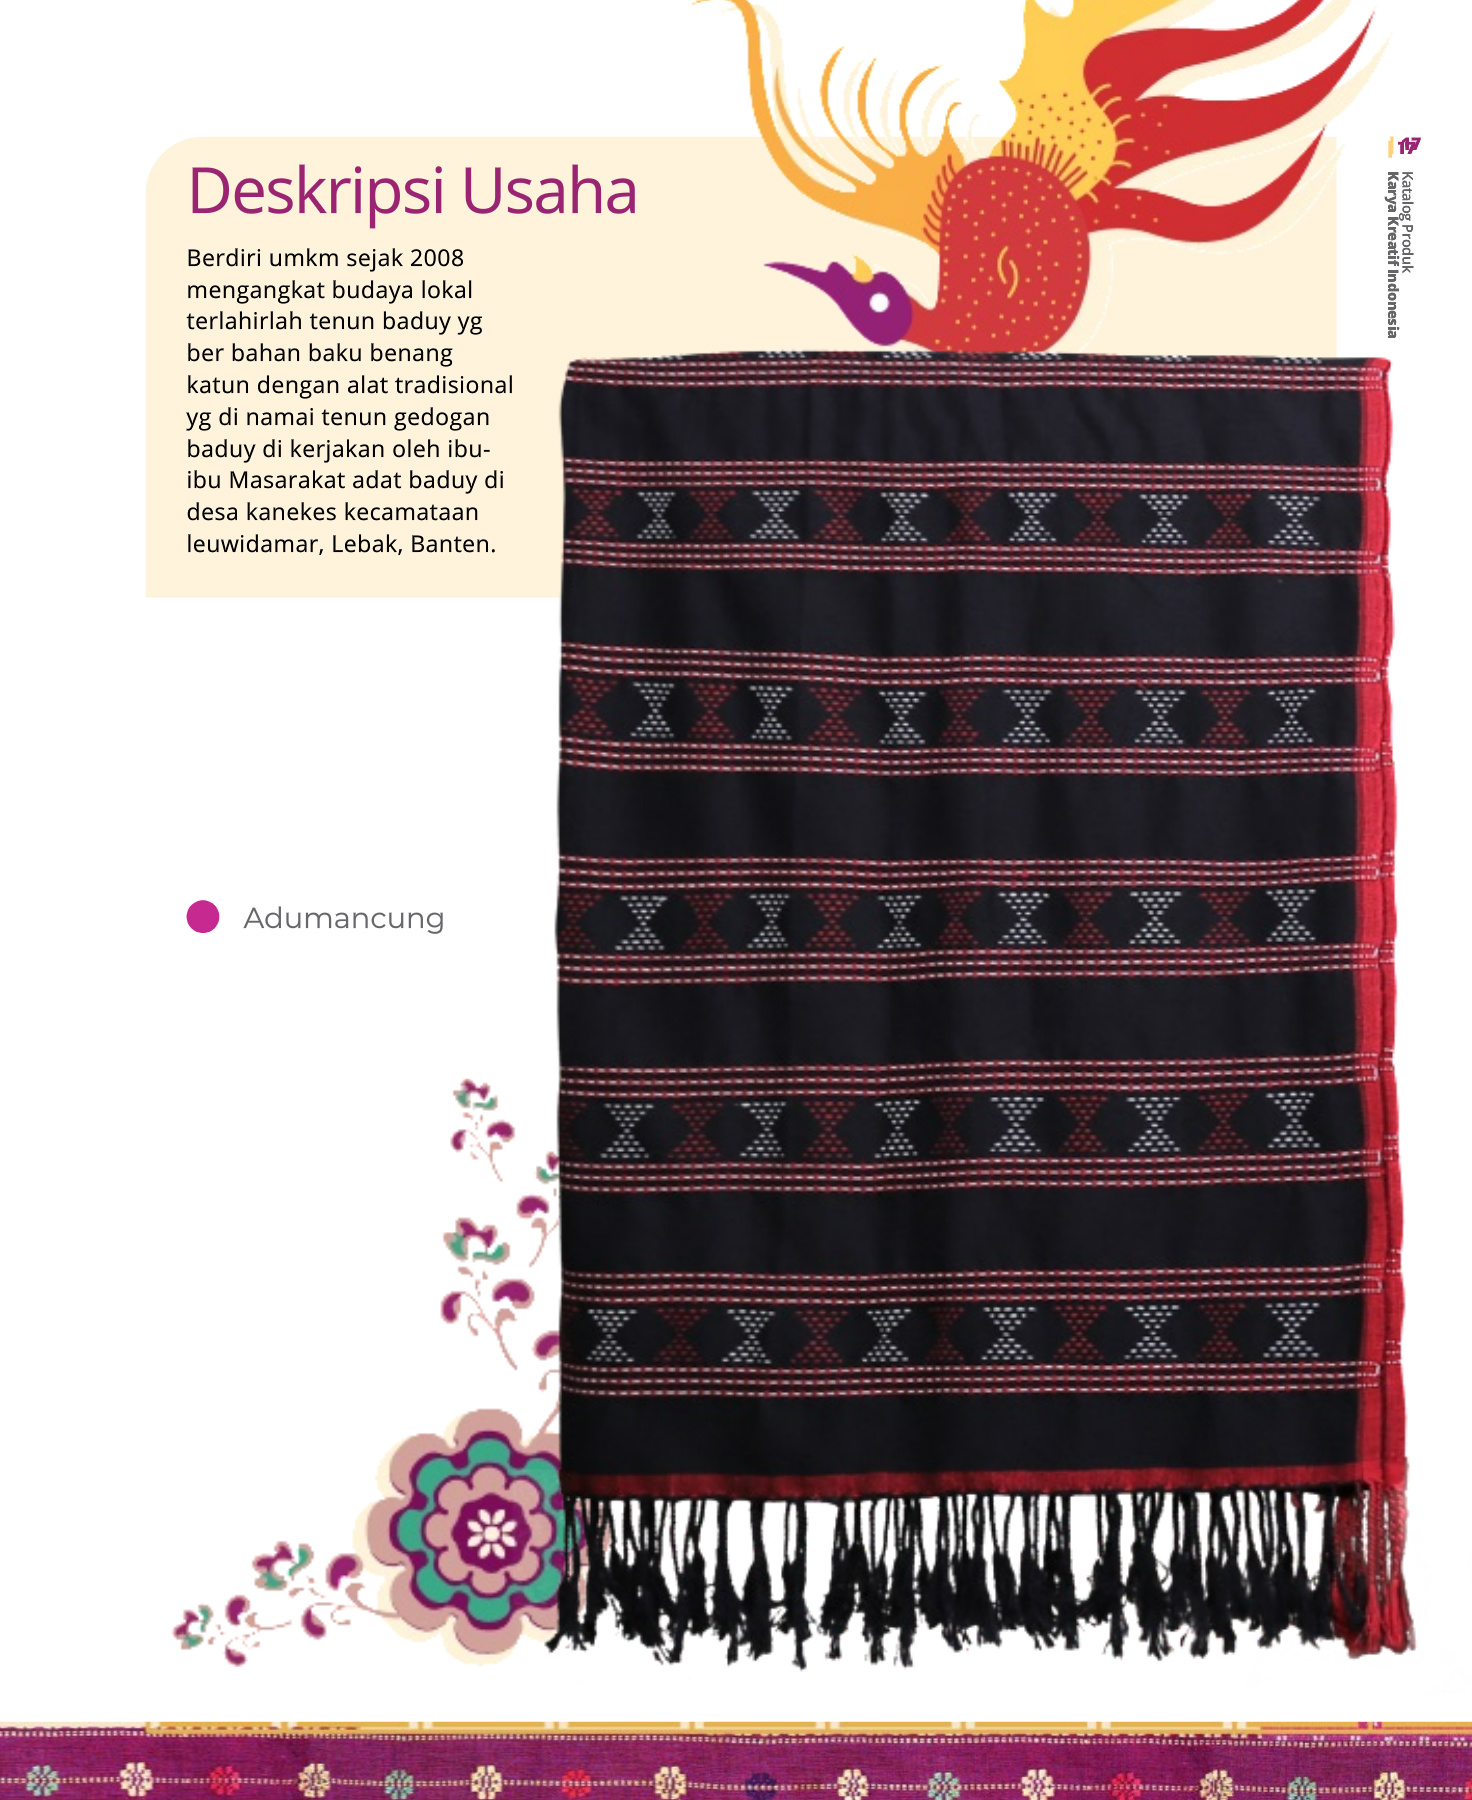 Deskripsi Usaha
Berdiri umkm sejak 2008
mengangkat budaya lokal
terlahirlah tenun baduy yg
ber bahan baku benang
katun dengan alat tradisional
yg di namai tenun gedogan
baduy di kerjakan oleh ibu-
ibu Masarakat adat baduy di
desa kanekes kecamataan
leuwidamar, Lebak, Banten.
Katalog Produk
Karya Kreatif Indonesia
Adumancung